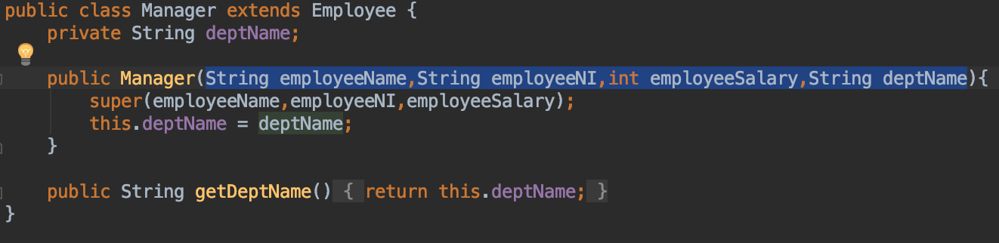 public class Manager extends Employee {
private String deptName;
public Manager(String employeeName,String employeeNI,int employeeSalary,String deptName){
super(employeeName,employeeNI,employeeSalary);
this.deptName = deptName;
}
public String getDeptName() { return this.deptName; }
}